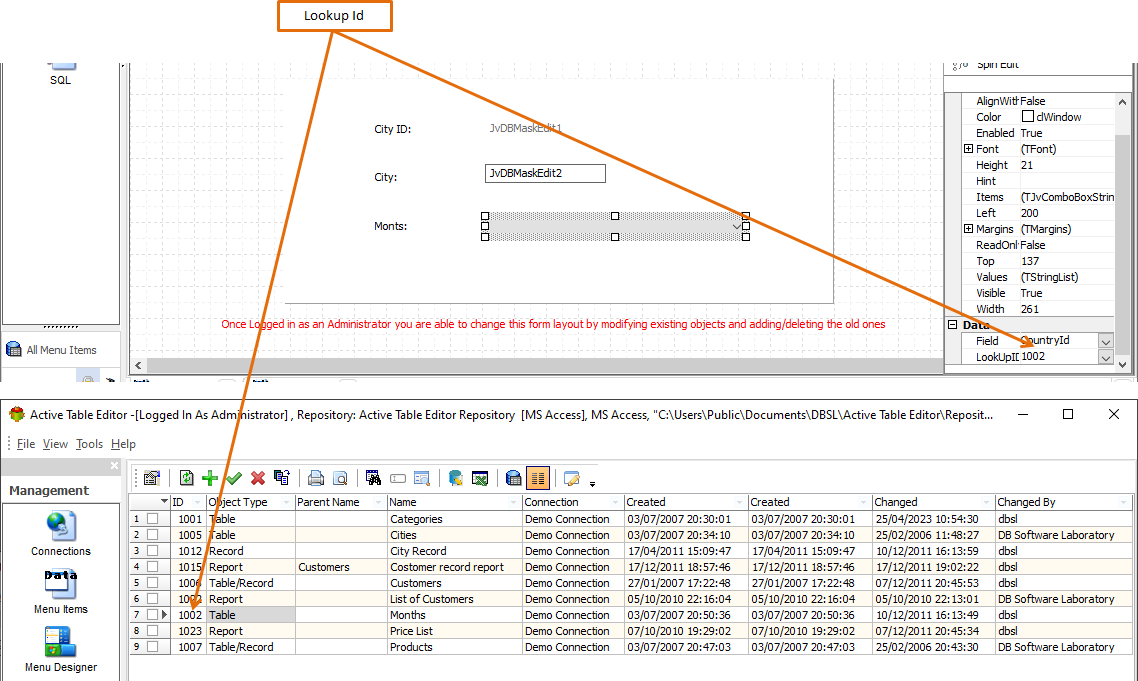 Lookup Id
SQL
Spin Edit
City ID: JvDBMaskEdit1
City: JvDBMaskEdit2
Monts:
Once Logged in as an Administrator you are able to change this form layout by modifying existing objects and adding/deleting the old ones
All Menu Items
AlignWitl False
Color clWindow
Enabled True
Font (TFont)
Height 21
Hint
Items (TJvComboBoxStrin
Left 200
Margins (TMargins)
ReadOnl False
Top 137
Values (TStringList)
Visible True
Width 261
Data
Field CountryId
LookUpID 1002
Active Table Editor -[Logged In As Administrator] , Repository: Active Table Editor Repository [MS Access], MS Access, "C:\Users\Public\Documents\DBSL\Active Table Editor\Reposit...
File View Tools Help
Management
Connections
Data
Menu Items
Menu Designer
ID Object Type Parent Name Name Connection Created Created Changed Changed By
1 1001 Table Categories Demo Connection 03/07/2007 20:30:01 03/07/2007 20:30:01 25/04/2023 10:54:30 dbsl
2 1005 Table Cities Demo Connection 03/07/2007 20:34:10 03/07/2007 20:34:10 25/02/2006 11:48:27 DB Software Laboratory
3 1012 Record City Record Demo Connection 17/04/2011 15:09:47 17/04/2011 15:09:47 10/12/2011 16:13:59 dbsl
4 1015 Report Customers Costomer record report Demo Connection 17/12/2011 18:57:46 17/12/2011 18:57:46 17/12/2011 19:02:22 dbsl
5 1006 Table/Record Customers Demo Connection 27/01/2007 17:22:48 27/01/2007 17:22:48 07/12/2011 20:45:53 dbsl
6 Report List of Customers Demo Connection 05/10/2010 22:16:04 05/10/2010 22:16:04 05/10/2010 22:13:01 DB Software Laboratory
7 1002 Table Months Demo Connection 03/07/2007 20:50:36 03/07/2007 20:50:36 10/12/2011 16:13:49 dbsl
8 1023 Report Price List Demo Connection 07/10/2010 19:29:02 07/10/2010 19:29:02 07/12/2011 20:45:34 dbsl
9 1007 Table/Record Products Demo Connection 03/07/2007 20:47:03 03/07/2007 20:47:03 25/02/2006 20:43:30 DB Software Laboratory